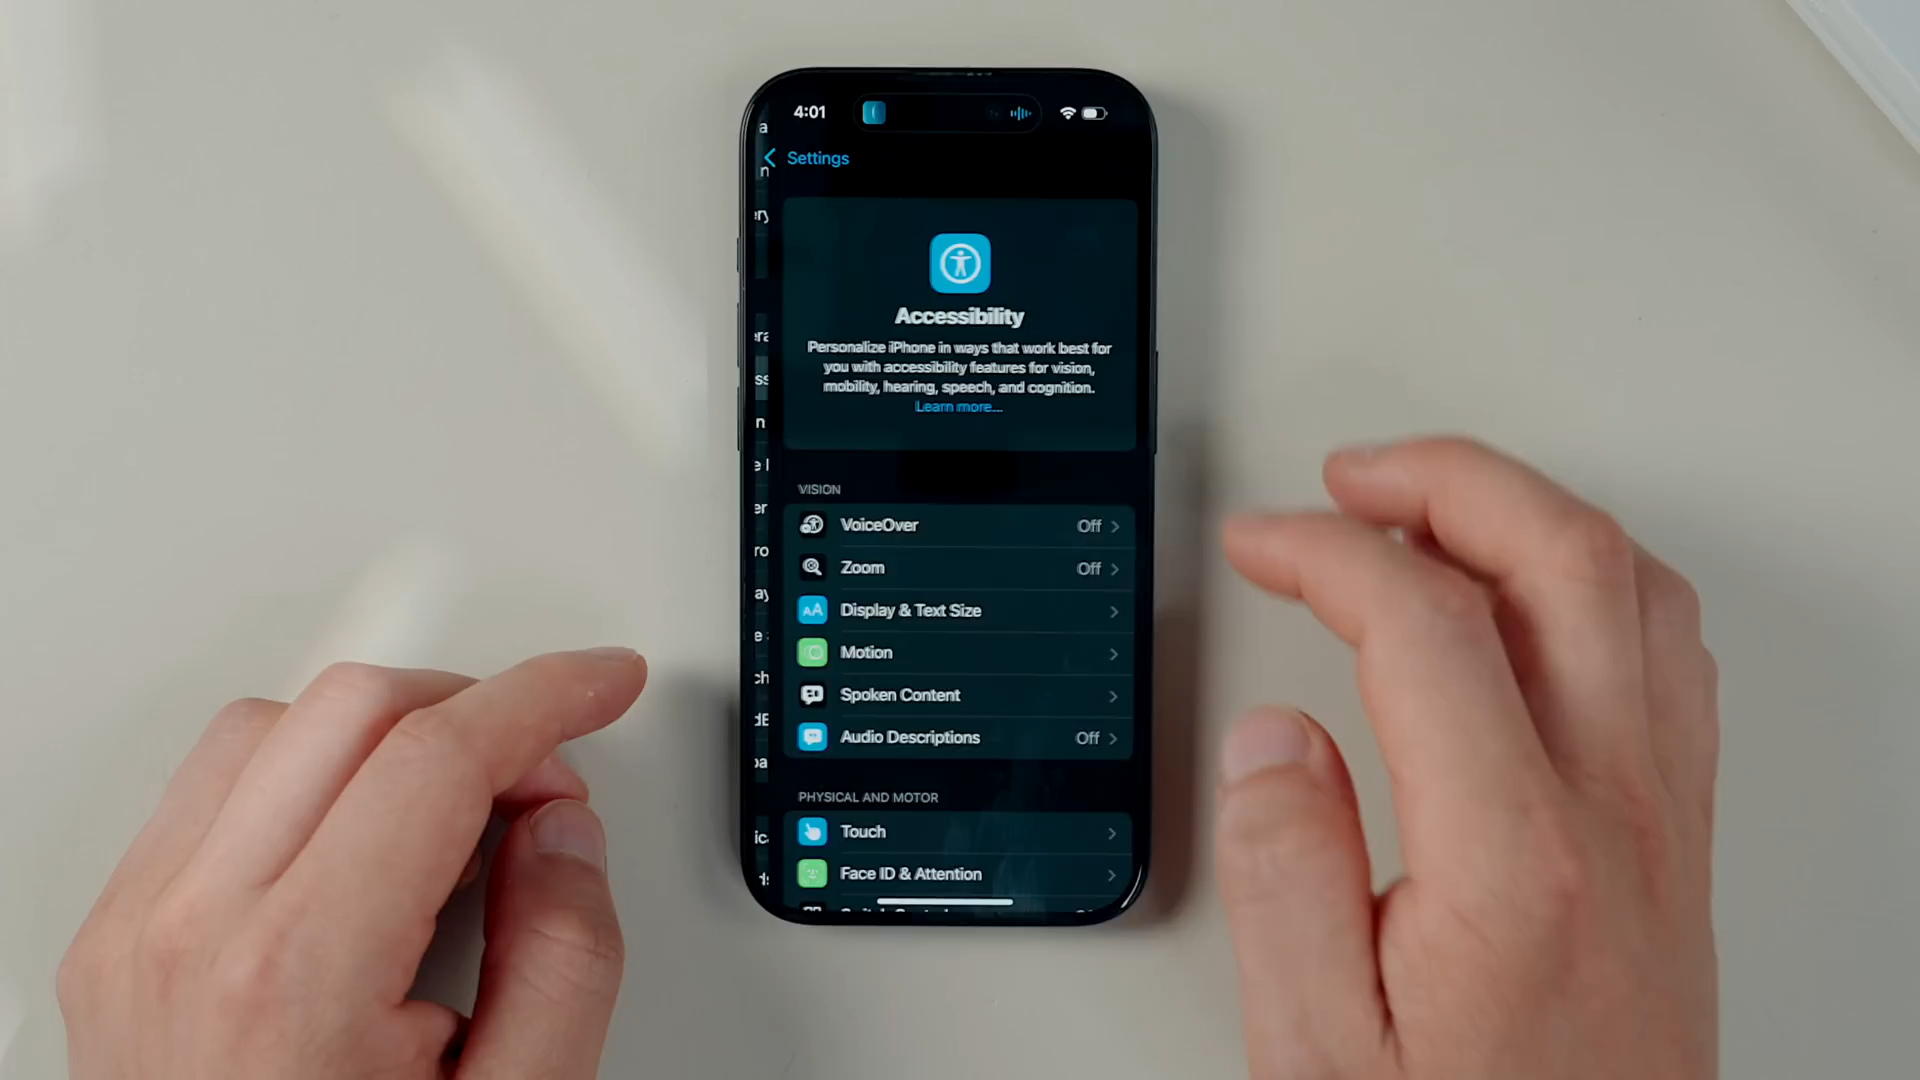 4:01
Settings
Accessibility
Personalize iPhone in ways that work best for
you with accessibility features for vision,
mobility, hearing, speech, and cognition.
Learn more...
VISION
VoiceOver Off
Zoom Off
AA Display & Text Size
Motion
Spoken Content
Audio Descriptions Off
PHYSICAL AND MOTOR
Touch
Face ID & Attention